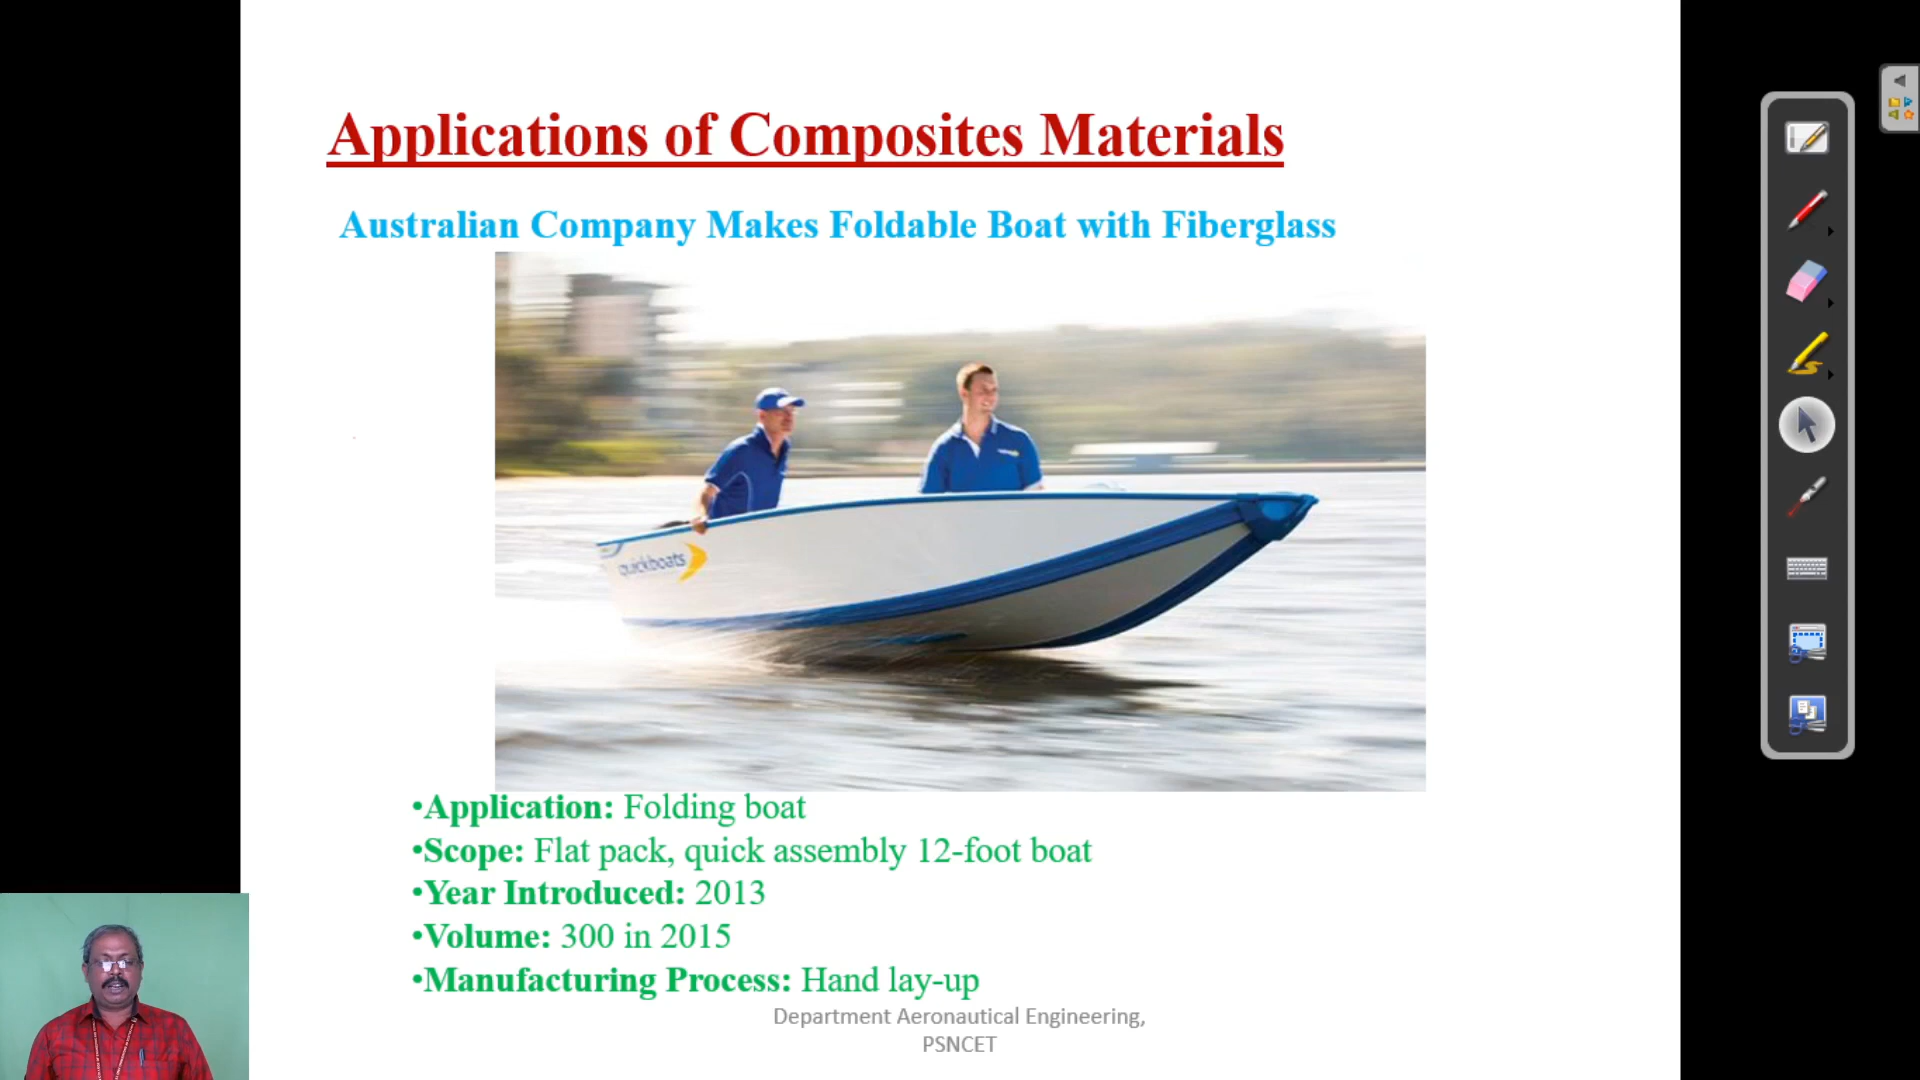 Applications of Composites Materials
Australian Company Makes Foldable Boat with Fiberglass
quickboats
•Application: Folding boat
•Scope: Flat pack, quick assembly 12-foot boat
•Year Introduced: 2013
•Volume: 300 in 2015
•Manufacturing Process: Hand lay-up
Department Aeronautical Engineering,
PSNCET